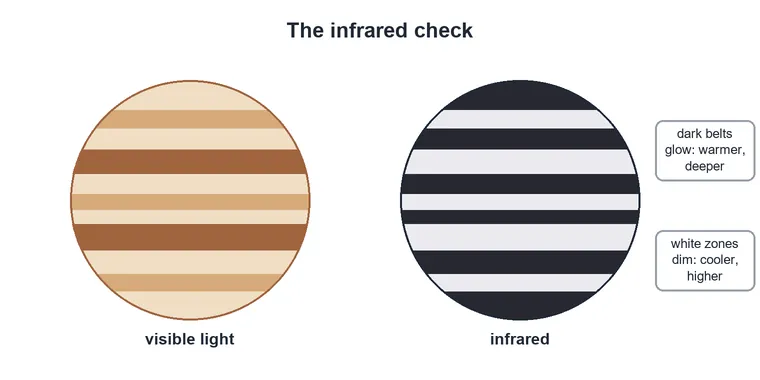 The infrared check
dark belts
glow: warmer,
deeper
white zones
dim: cooler,
higher
visible light
infrared